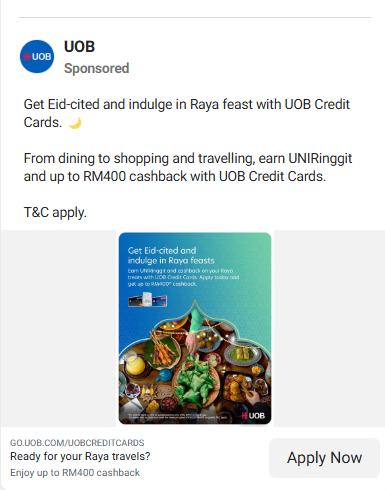 UOB
UOB
Sponsored
Get Eid-cited and indulge in Raya feast with UOB Credit
Cards. 🌙
From dining to shopping and travelling, earn UNIRinggit
and up to RM400 cashback with UOB Credit Cards.
T&C apply.
Get Eid-cited and
indulge in Raya feasts
Earn UNIRinggit and cashback on your Raya
treats with UOB Credit Cards. Apply today and
get up to RM400* cashback.
UOB
GO.UOB.COM/UOBCREDITCARDS
Ready for your Raya travels?
Enjoy up to RM400 cashback
Apply Now